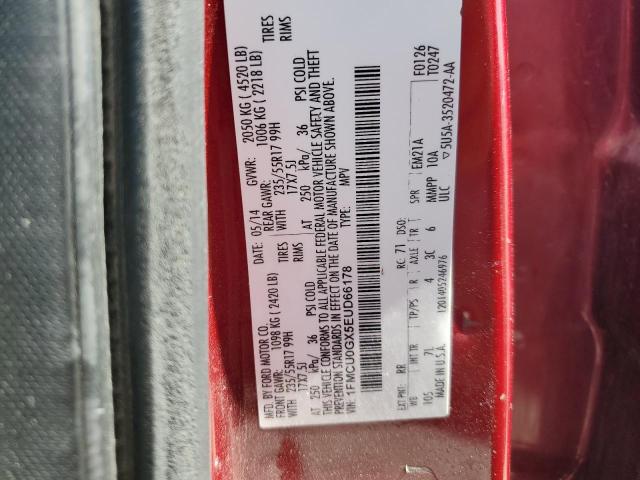 MFD. BY FORD MOTOR CO.
DATE: 05/14 GVWR: 2050 KG ( 4520 LB)
FRONT GAWR: 1098 KG ( 2420 LB) REAR GAWR: 1006 KG ( 2218 LB)
WITH 235/55R17 99H TIRES WITH 235/55R17 99H TIRES
17X7.5J RIMS 17X7.5J RIMS
AT 250 kPa/ 36 PSI COLD AT 250 kPa/ 36 PSI COLD
THIS VEHICLE CONFORMS TO ALL APPLICABLE FEDERAL MOTOR VEHICLE SAFETY AND THEFT
PREVENTION STANDARDS IN EFFECT ON THE DATE OF MANUFACTURE SHOWN ABOVE.
VIN: 1FMCU0GX5EUD66178 TYPE: MPV
F0126
T0247
EXT PNT: RR RC: 71 DSO:
WB INT TR TP/PS R AXLE TR SPR EM21A
105 7L 4 3C 6 MMPP 10A
ULC
MADE IN U.S.A. 1201405246976 ▽5U5A-3520472-AA